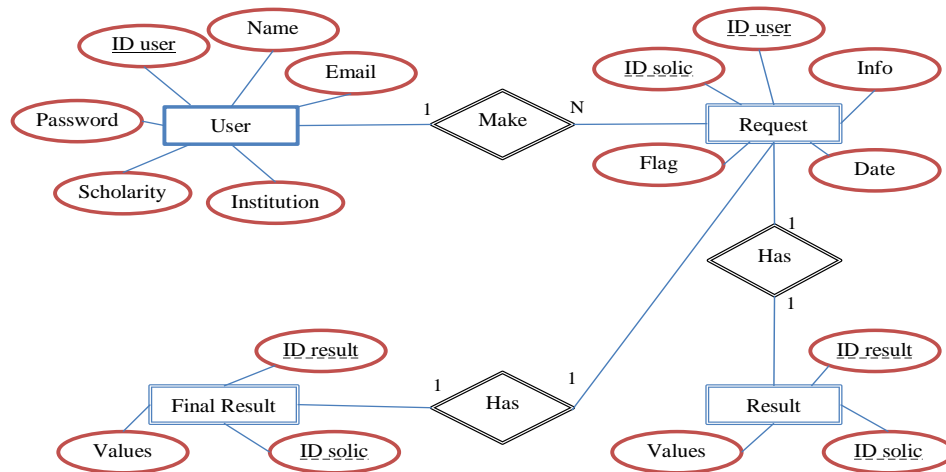 ID user
Name
Email
Password
User
Scholarity
Institution
1
Make
N
ID user
ID solic
Info
Request
Flag
Date
1
Has
1
ID result
Final Result
Values
ID solic
1
Has
1
ID result
Result
Values
ID solic